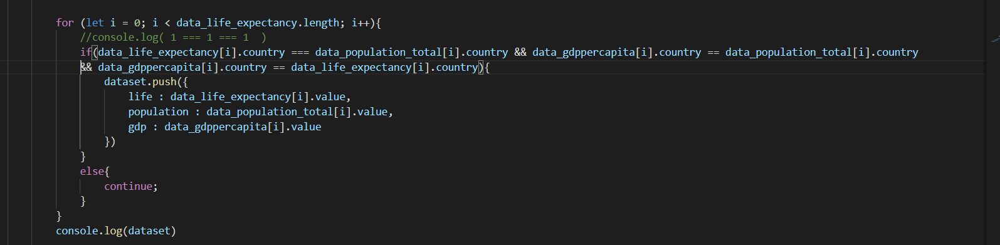 for (let i = 0; i < data_life_expectancy.length; i++){
//console.log( 1 === 1 === 1  )
if(data_life_expectancy[i].country === data_population_total[i].country && data_gdppercapita[i].country == data_population_total[i].country
&& data_gdppercapita[i].country == data_life_expectancy[i].country){
dataset.push({
life : data_life_expectancy[i].value,
population : data_population_total[i].value,
gdp : data_gdppercapita[i].value
})
}
else{
continue;
}
}
console.log(dataset)